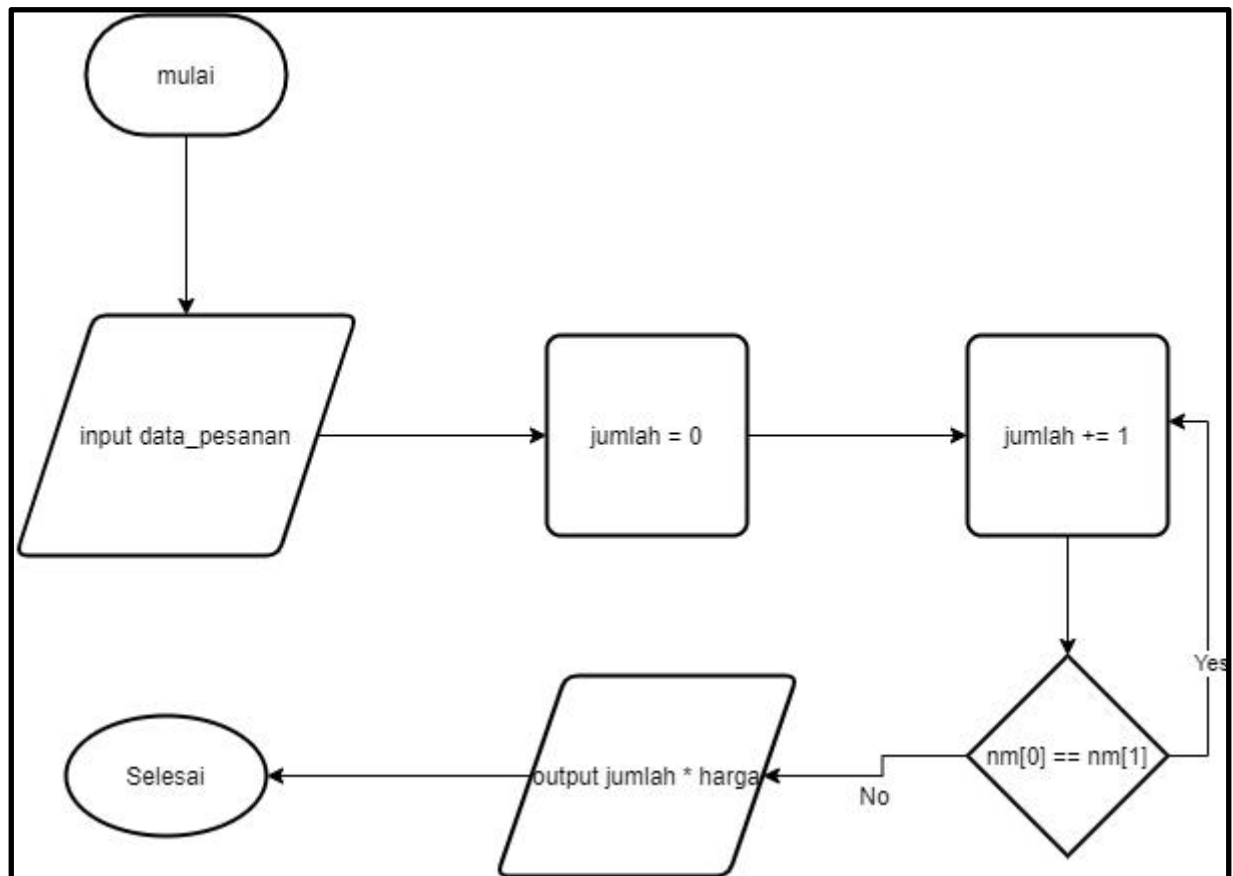 mulai
input data_pesanan
jumlah = 0
jumlah += 1
Yes
nm[0] == nm[1]
No
output jumlah * harga
Selesai